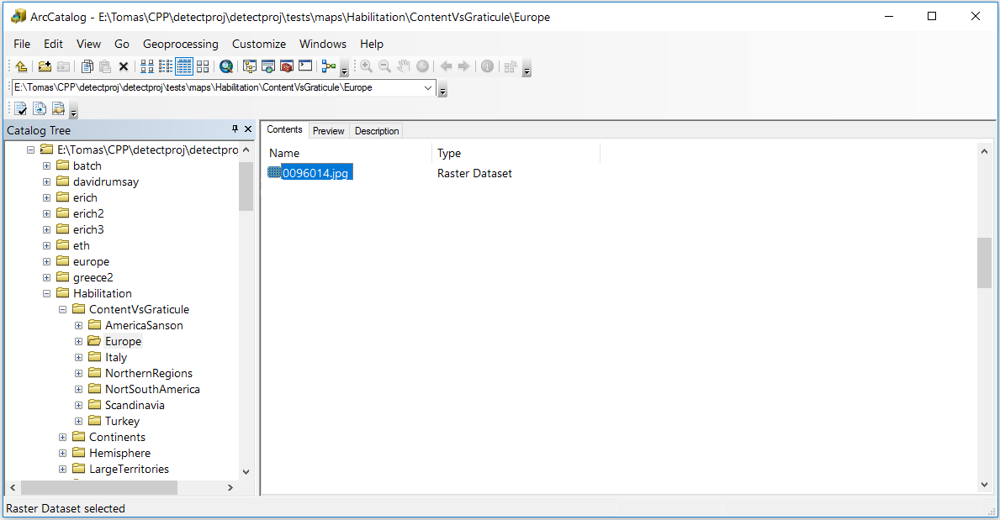 ArcCatalog - E:\Tomas\CPP\detectproj\detectproj\tests\maps\Habilitation\ContentVsGraticule\Europe
File Edit View Go Geoprocessing Customize Windows Help
E:\Tomas\CPP\detectproj\detectproj\tests\maps\Habilitation\ContentVsGraticule\Europe
Catalog Tree
E:\Tomas\CPP\detectproj\detectpro
batch
davidrumsay
erich
erich2
erich3
eth
europe
greece2
Habilitation
ContentVsGraticule
AmericaSanson
Europe
Italy
NorthernRegions
NortSouthAmerica
Scandinavia
Turkey
Continents
Hemisphere
LargeTerritories
Contents Preview Description
Name Type
0096014.jpg Raster Dataset
Raster Dataset selected